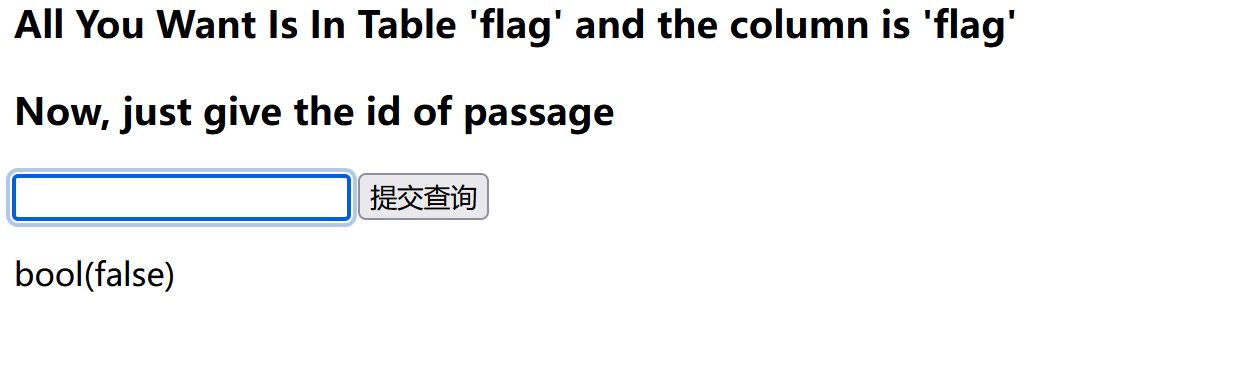 All You Want Is In Table 'flag' and the column is 'flag'
Now, just give the id of passage
提交查询
bool(false)